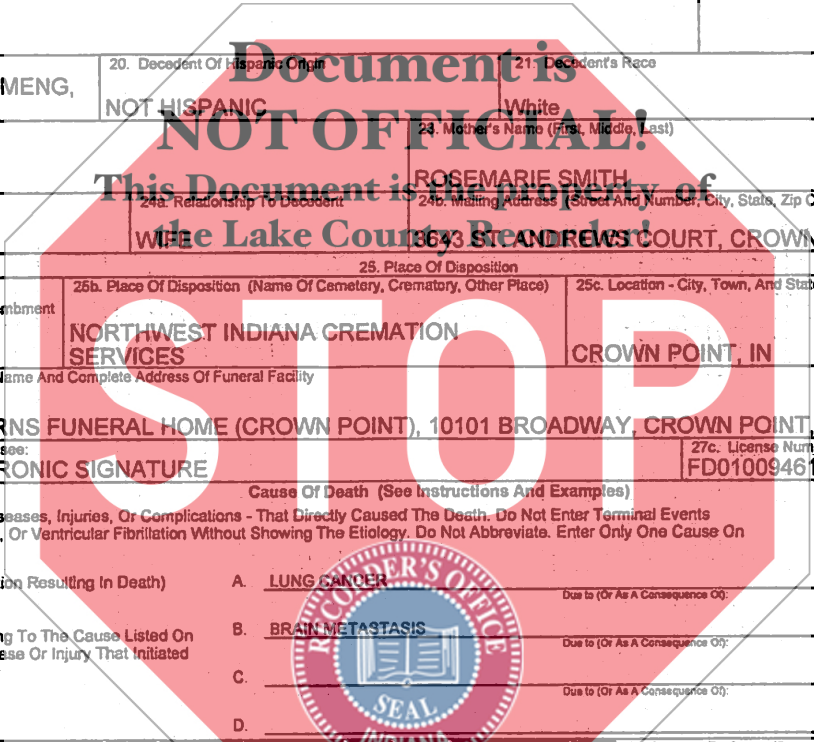 20. Decedent Of Hispanic Origin
21. Decedent's Race
MENG,
NOT HISPANIC
White
Document is
NOT OFFICIAL!
This Document is the property of
the Lake County Recorder!
23. Mother's Name (First, Middle, Last)
ROSEMARIE SMITH
24a. Relationship To Decedent
24b. Mailing Address (Street And Number, City, State, Zip C
WIFE
3643 ST. ANDREWS COURT, CROWN
25. Place Of Disposition
25b. Place Of Disposition (Name Of Cemetery, Crematory, Other Place)
25c. Location - City, Town, And Stat
mbment
NORTHWEST INDIANA CREMATION
SERVICES
CROWN POINT, IN
STOP
ame And Complete Address Of Funeral Facility
RNS FUNERAL HOME (CROWN POINT), 10101 BROADWAY, CROWN POINT,
see:
27c. License Num
RONIC SIGNATURE
FD01009461
Cause Of Death (See Instructions And Examples)
seases, Injuries, Or Complications - That Directly Caused The Death. Do Not Enter Terminal Events
, Or Ventricular Fibrillation Without Showing The Etiology. Do Not Abbreviate. Enter Only One Cause On
ion Resulting In Death)
A. LUNG CANCER
Due to (Or As A Consequence Of):
ng To The Cause Listed On
ase Or Injury That Initiated
B. BRAIN METASTASIS
Due to (Or As A Consequence Of):
C.
Due to (Or As A Consequence Of):
D.
RECORDER'S OFFICE
SEAL
INDIANA